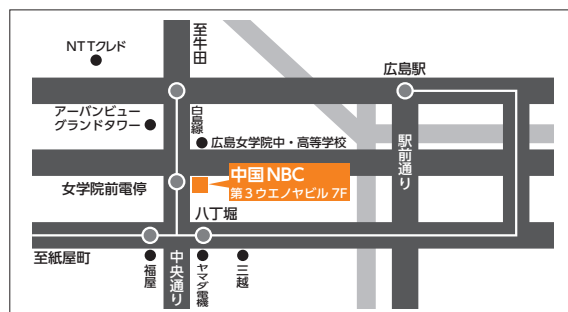 至牛田
NTTクレド
広島駅
アーバンビュー
グランドタワー
白島線
広島女学院中・高等学校
駅前通り
女学院前電停
中国 NBC
第３ウエノヤビル 7F
八丁堀
至紙屋町
福屋
中央通り
ヤマダ電機
三越